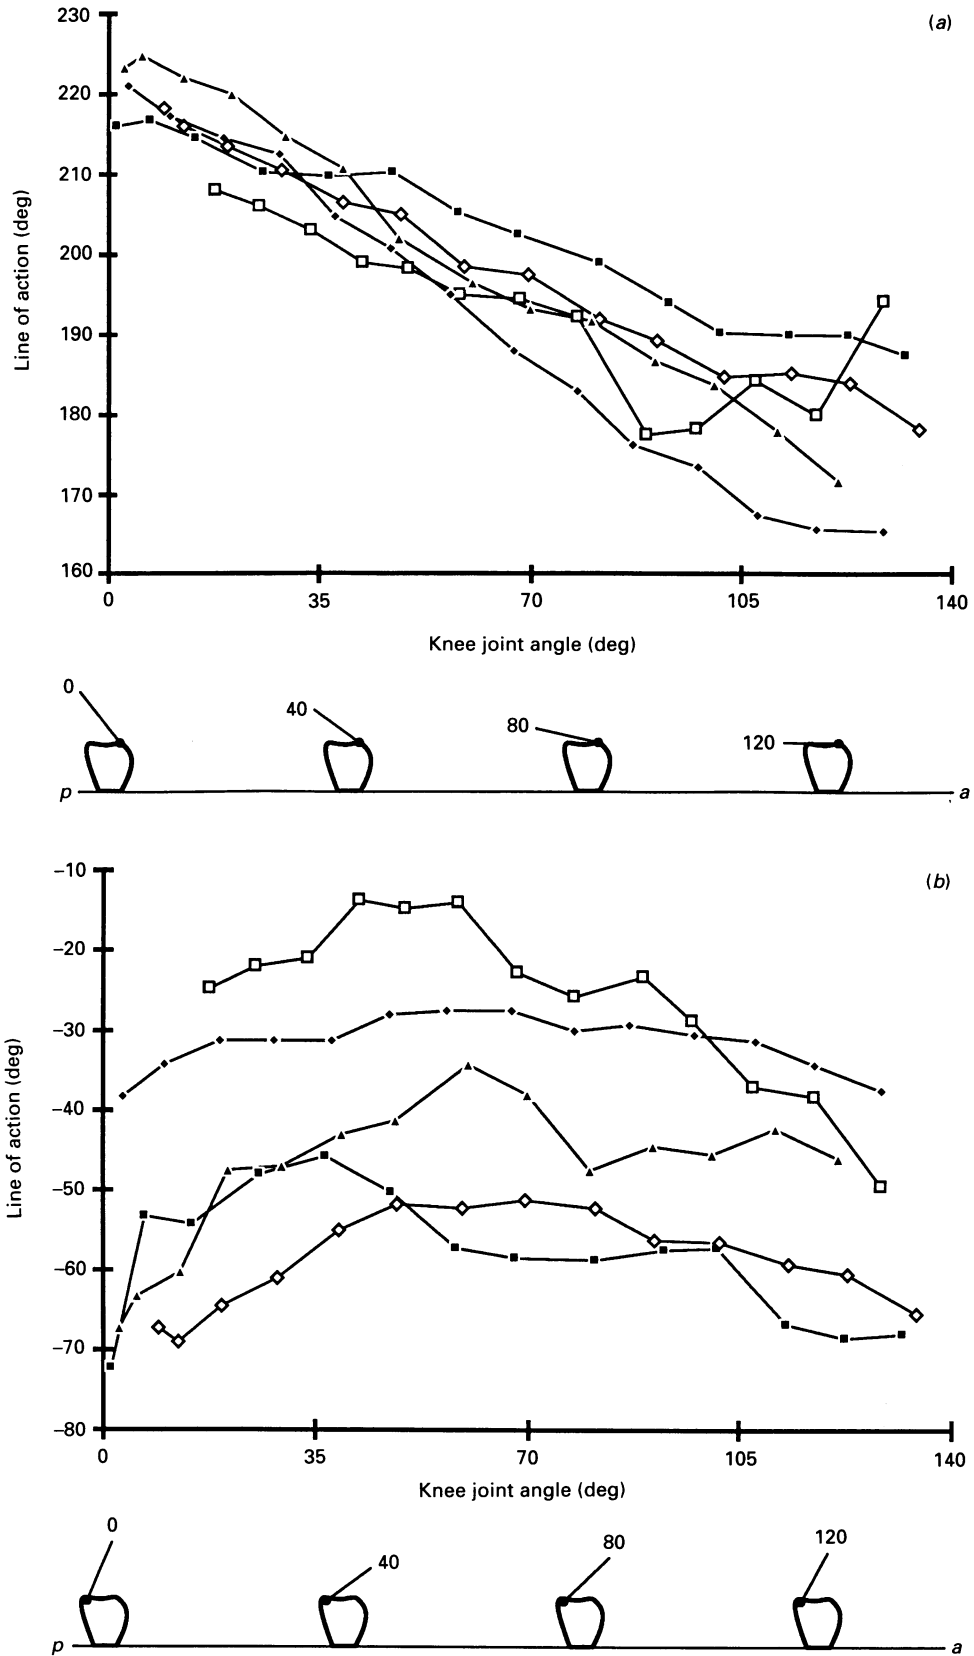 230
(a)
220
210
200
190
180
170
160
0 35 70 105 140
Line of action (deg)
Knee joint angle (deg)
0
40
80
120
p
a
-10
(b)
-20
-30
-40
-50
-60
-70
-80
0 35 70 105 140
Line of action (deg)
Knee joint angle (deg)
0
40
80
120
p
a